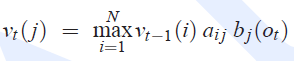 v_t(j) = \max_{i=1}^{N} v_{t-1}(i) a_{ij} b_j(o_t)